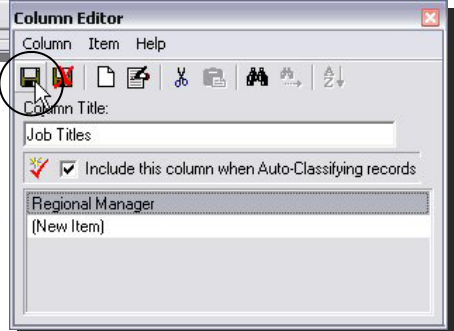 Column Editor
Column Item Help
A
Z
Column Title:
Job Titles
Include this column when Auto-Classifying records
Regional Manager
(New Item)